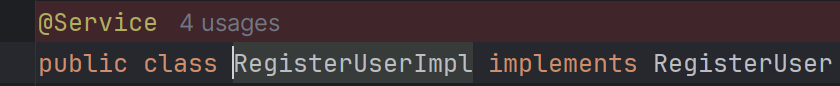 @Service 4 usages
public class RegisterUserImpl implements RegisterUser